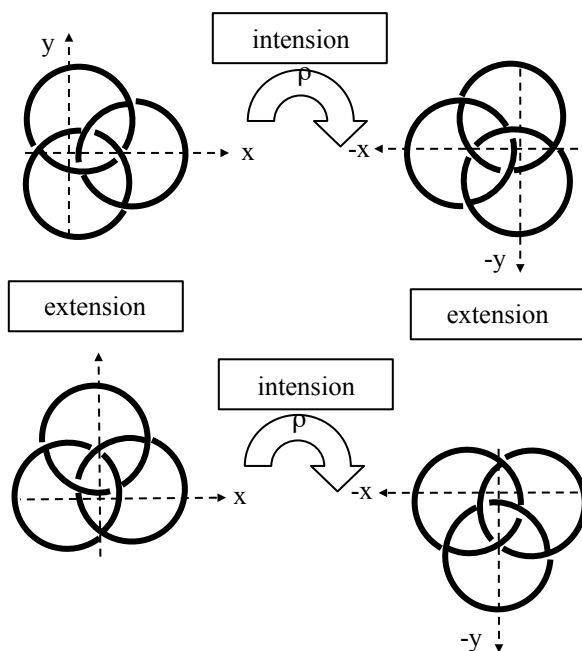 y
intension
ρ
x
-x
-y
extension
extension
intension
ρ
x
-x
-y